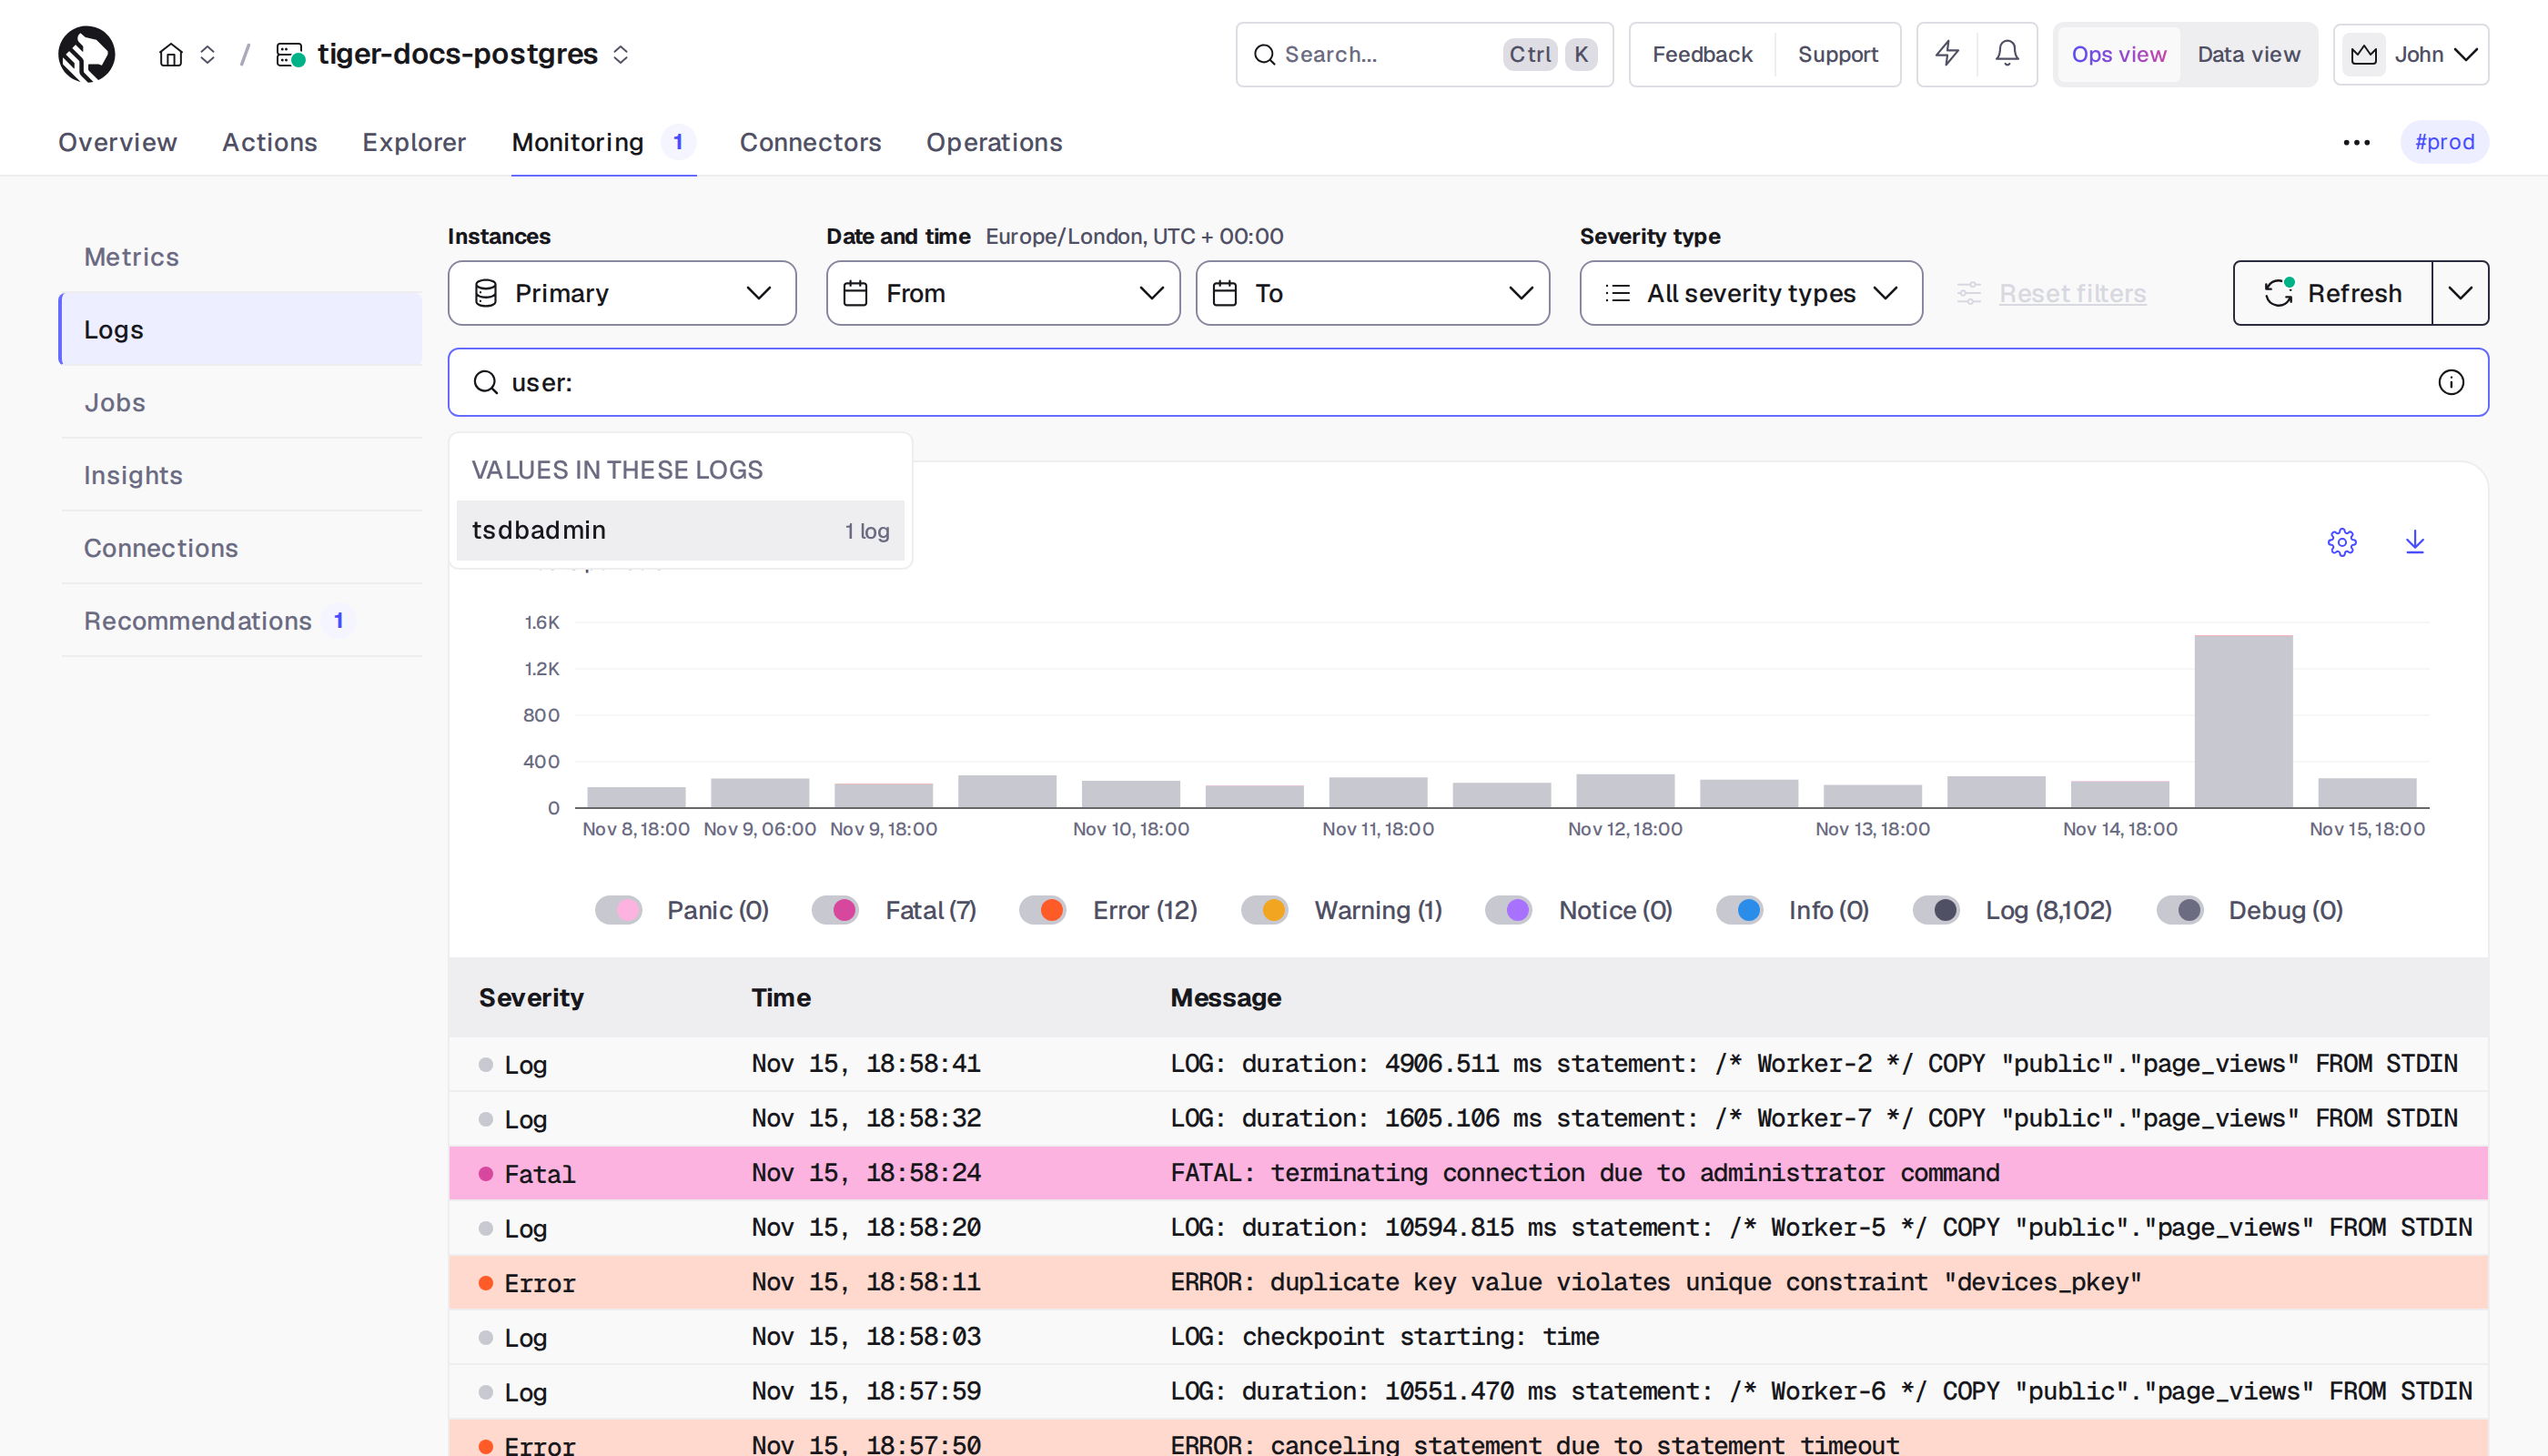 tiger-docs-postgres
Search... Ctrl K
Feedback Support
Ops view Data view
John
Overview Actions Explorer Monitoring 1 Connectors Operations
#prod
Metrics
Logs
Jobs
Insights
Connections
Recommendations 1
Instances
Primary
Date and time Europe/London, UTC + 00:00
From To
Severity type
All severity types
Reset filters
Refresh
user:
VALUES IN THESE LOGS
tsdbadmin 1 log
1.6K
1.2K
800
400
0
Nov 8, 18:00 Nov 9, 06:00 Nov 9, 18:00 Nov 10, 18:00 Nov 11, 18:00 Nov 12, 18:00 Nov 13, 18:00 Nov 14, 18:00 Nov 15, 18:00
Panic (0) Fatal (7) Error (12) Warning (1) Notice (0) Info (0) Log (8,102) Debug (0)
Severity Time Message
Log Nov 15, 18:58:41 LOG: duration: 4906.511 ms statement: /* Worker-2 */ COPY "public"."page_views" FROM STDIN
Log Nov 15, 18:58:32 LOG: duration: 1605.106 ms statement: /* Worker-7 */ COPY "public"."page_views" FROM STDIN
Fatal Nov 15, 18:58:24 FATAL: terminating connection due to administrator command
Log Nov 15, 18:58:20 LOG: duration: 10594.815 ms statement: /* Worker-5 */ COPY "public"."page_views" FROM STDIN
Error Nov 15, 18:58:11 ERROR: duplicate key value violates unique constraint "devices_pkey"
Log Nov 15, 18:58:03 LOG: checkpoint starting: time
Log Nov 15, 18:57:59 LOG: duration: 10551.470 ms statement: /* Worker-6 */ COPY "public"."page_views" FROM STDIN
Error Nov 15, 18:57:50 ERROR: canceling statement due to statement timeout